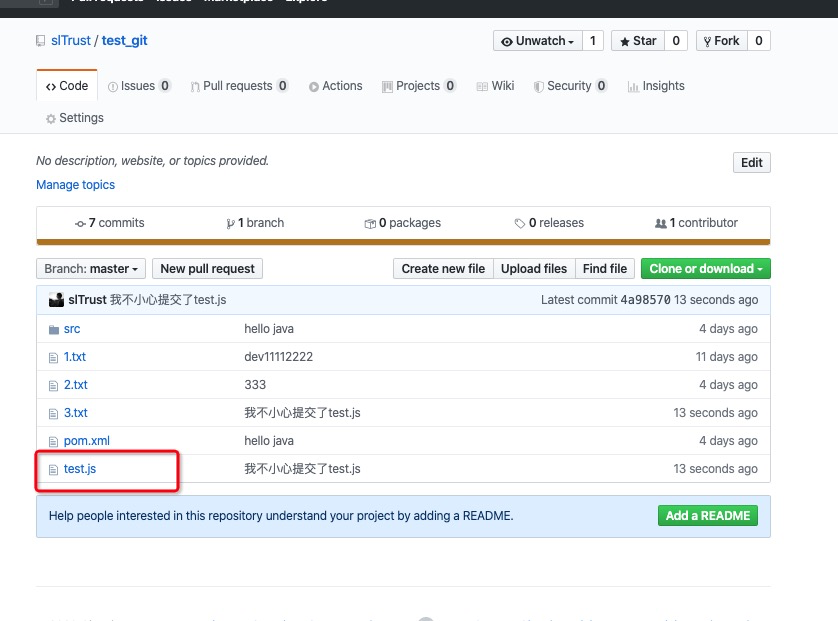 slTrust / test_git
Unwatch 1 Star 0 Fork 0
Code Issues 0 Pull requests 0 Actions Projects 0 Wiki Security 0 Insights
Settings
No description, website, or topics provided.
Edit
Manage topics
7 commits 1 branch 0 packages 0 releases 1 contributor
Branch: master New pull request Create new file Upload files Find file Clone or download
slTrust 我不小心提交了test.js Latest commit 4a98570 13 seconds ago
src hello java 4 days ago
1.txt dev11112222 11 days ago
2.txt 333 4 days ago
3.txt 我不小心提交了test.js 13 seconds ago
pom.xml hello java 4 days ago
test.js 我不小心提交了test.js 13 seconds ago
Help people interested in this repository understand your project by adding a README.
Add a README